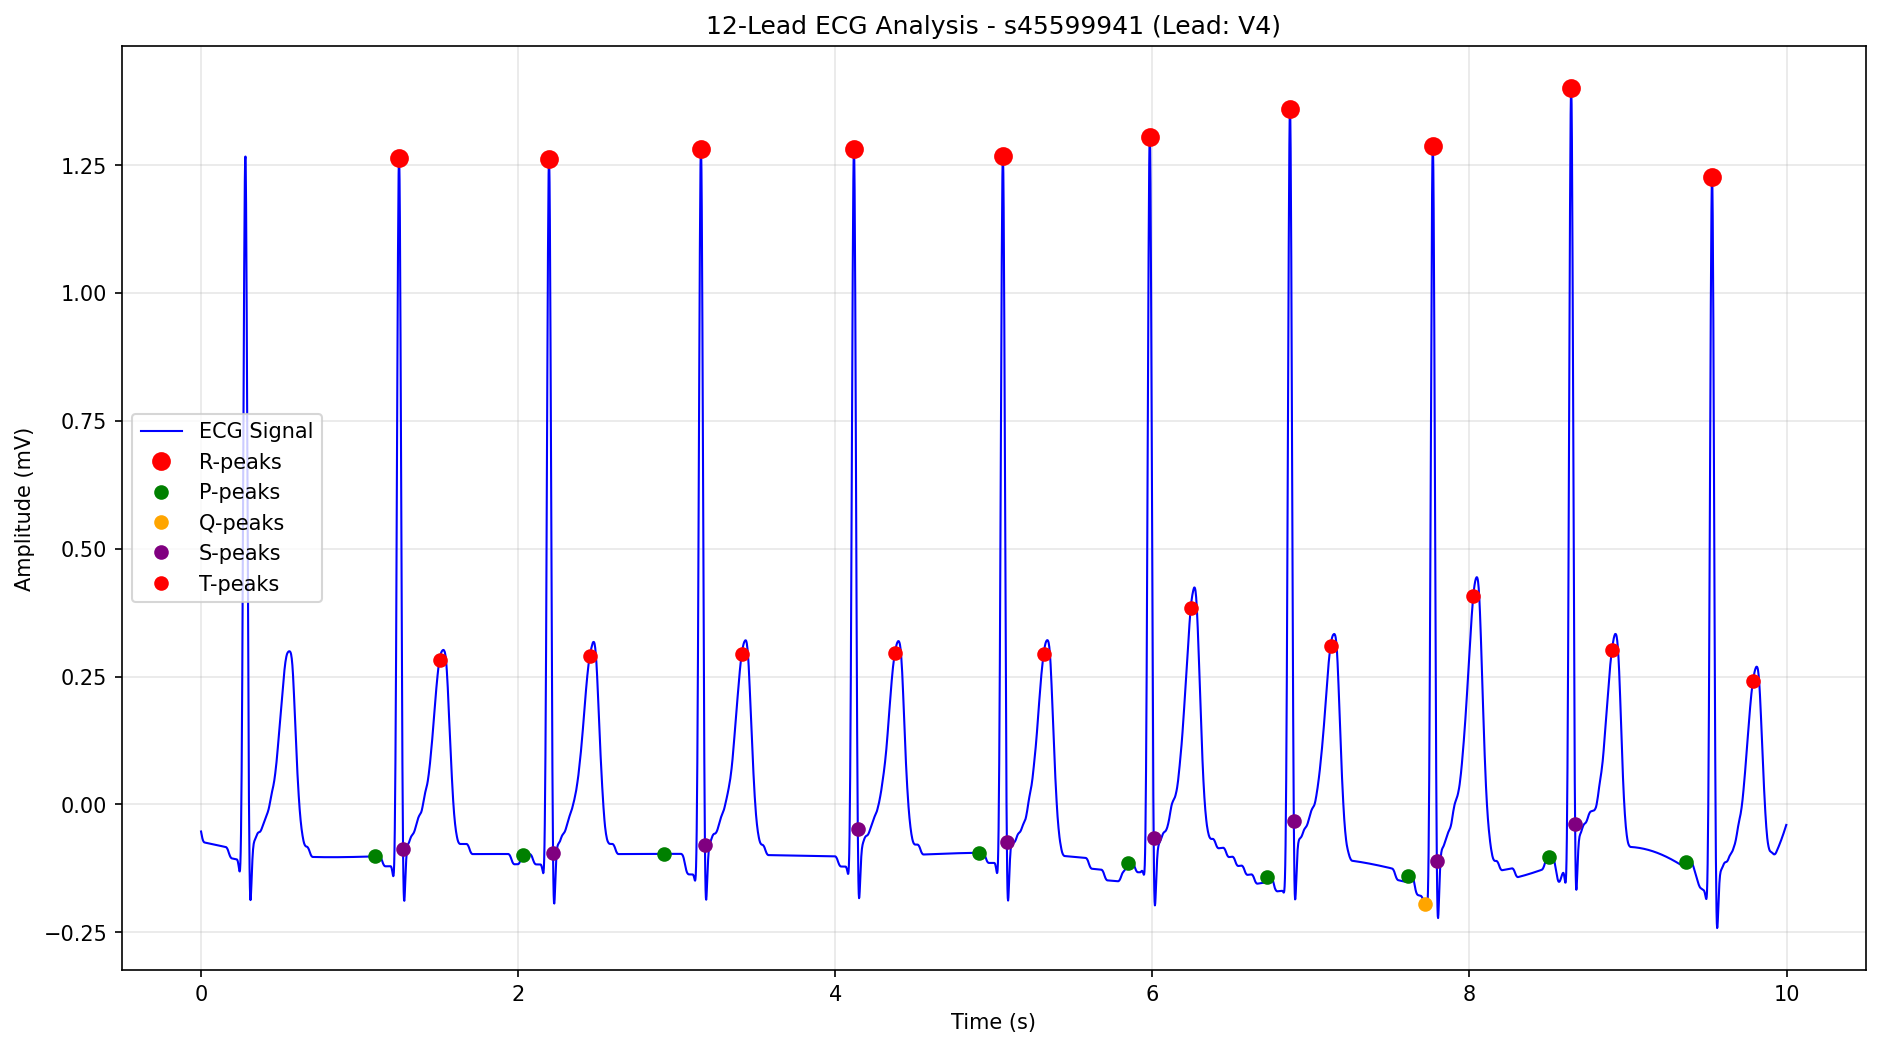 12-Lead ECG Analysis - s45599941 (Lead: V4)
Amplitude (mV)
1.25
1.00
0.75
0.50
0.25
0.00
−0.25
ECG Signal
R-peaks
P-peaks
Q-peaks
S-peaks
T-peaks
0 2 4 6 8 10
Time (s)